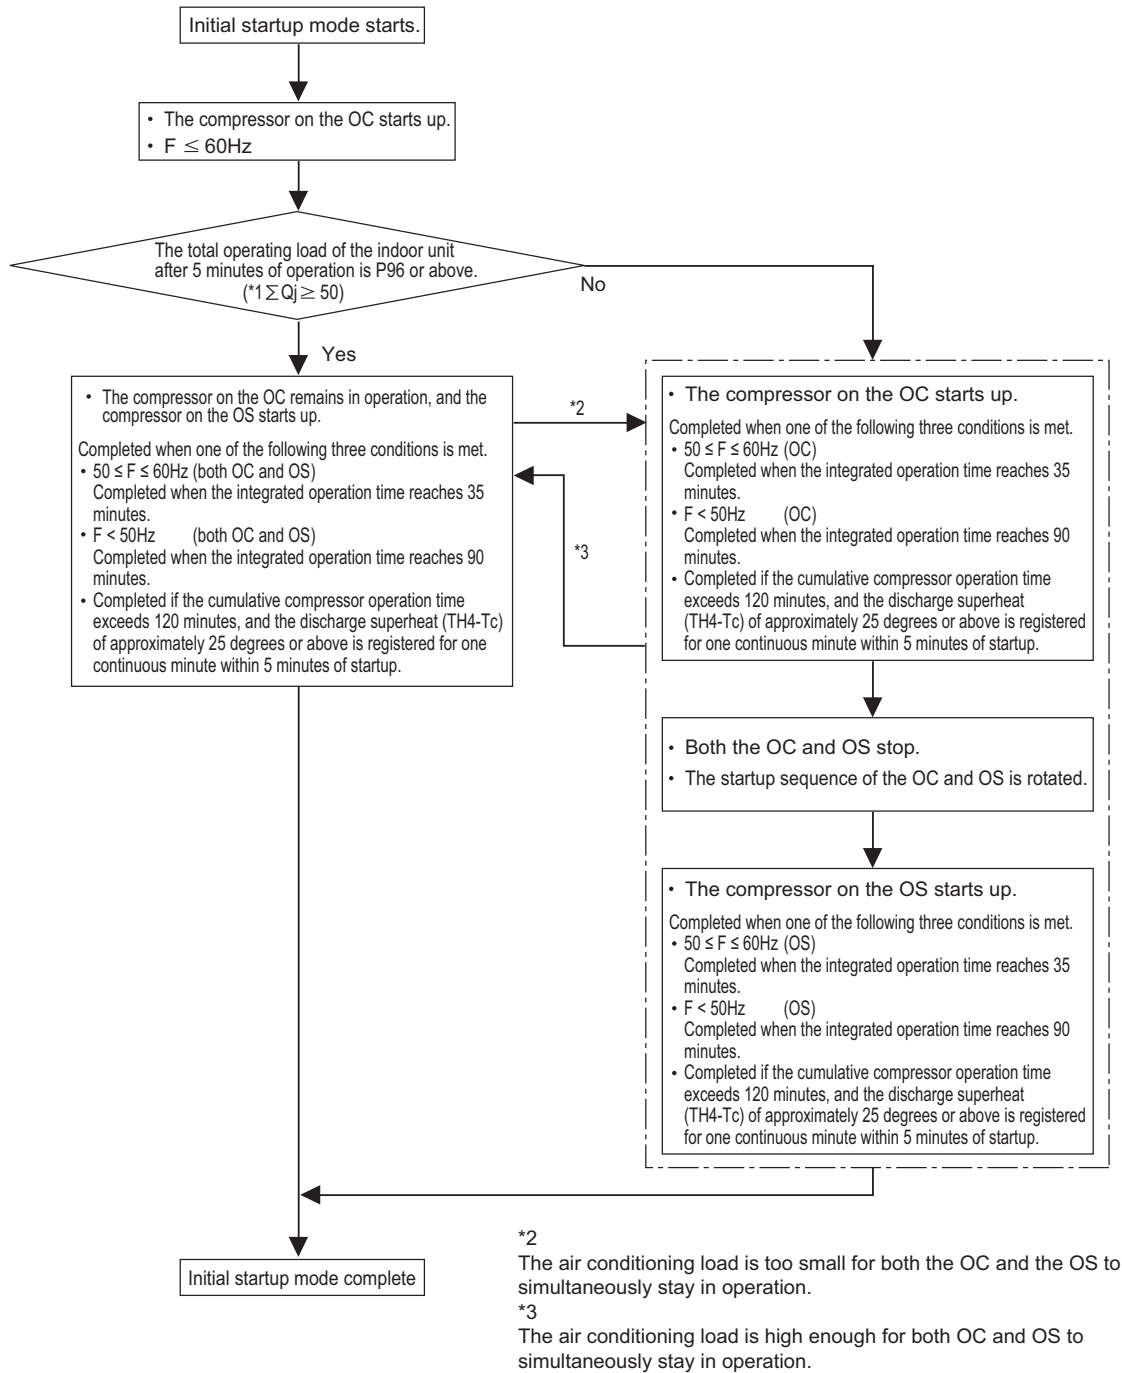 Initial startup mode starts.
• The compressor on the OC starts up.
• F ≦ 60Hz
The total operating load of the indoor unit
after 5 minutes of operation is P96 or above.
(*1∑Qj≧ 50)
No
Yes
• The compressor on the OC remains in operation, and the
compressor on the OS starts up.
Completed when one of the following three conditions is met.
• 50 ≤ F ≤ 60Hz (both OC and OS)
Completed when the integrated operation time reaches 35
minutes.
• F < 50Hz (both OC and OS)
Completed when the integrated operation time reaches 90
minutes.
• Completed if the cumulative compressor operation time
exceeds 120 minutes, and the discharge superheat (TH4-Tc)
of approximately 25 degrees or above is registered for one
continuous minute within 5 minutes of startup.
*2
*3
• The compressor on the OC starts up.
Completed when one of the following three conditions is met.
• 50 ≤ F ≤ 60Hz (OC)
Completed when the integrated operation time reaches 35
minutes.
• F < 50Hz (OC)
Completed when the integrated operation time reaches 90
minutes.
• Completed if the cumulative compressor operation time
exceeds 120 minutes, and the discharge superheat
(TH4-Tc) of approximately 25 degrees or above is registered
for one continuous minute within 5 minutes of startup.
• Both the OC and OS stop.
• The startup sequence of the OC and OS is rotated.
• The compressor on the OS starts up.
Completed when one of the following three conditions is met.
• 50 ≤ F ≤ 60Hz (OS)
Completed when the integrated operation time reaches 35
minutes.
• F < 50Hz (OS)
Completed when the integrated operation time reaches 90
minutes.
• Completed if the cumulative compressor operation time
exceeds 120 minutes, and the discharge superheat
(TH4-Tc) of approximately 25 degrees or above is registered
for one continuous minute within 5 minutes of startup.
Initial startup mode complete
*2
The air conditioning load is too small for both the OC and the OS to
simultaneously stay in operation.
*3
The air conditioning load is high enough for both OC and OS to
simultaneously stay in operation.